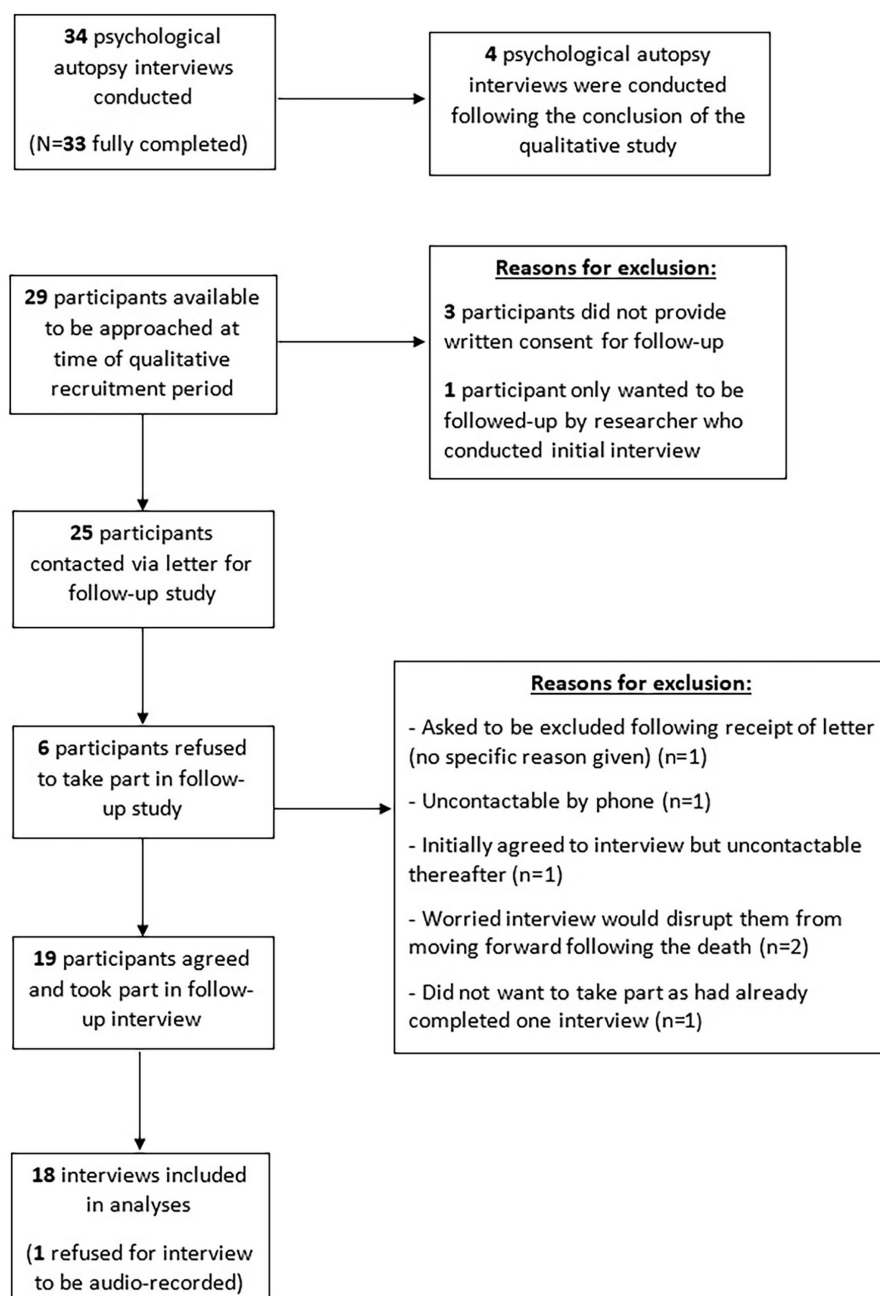 34 psychological
autopsy interviews
conducted
(N=33 fully completed)
4 psychological autopsy
interviews were conducted
following the conclusion of the
qualitative study
29 participants available
to be approached at
time of qualitative
recruitment period
Reasons for exclusion:
3 participants did not provide
written consent for follow-up
1 participant only wanted to be
followed-up by researcher who
conducted initial interview
25 participants
contacted via letter for
follow-up study
6 participants refused
to take part in follow-
up study
Reasons for exclusion:
- Asked to be excluded following receipt of letter
(no specific reason given) (n=1)
- Uncontactable by phone (n=1)
- Initially agreed to interview but uncontactable
thereafter (n=1)
- Worried interview would disrupt them from
moving forward following the death (n=2)
- Did not want to take part as had already
completed one interview (n=1)
19 participants agreed
and took part in follow-
up interview
18 interviews included
in analyses
(1 refused for interview
to be audio-recorded)